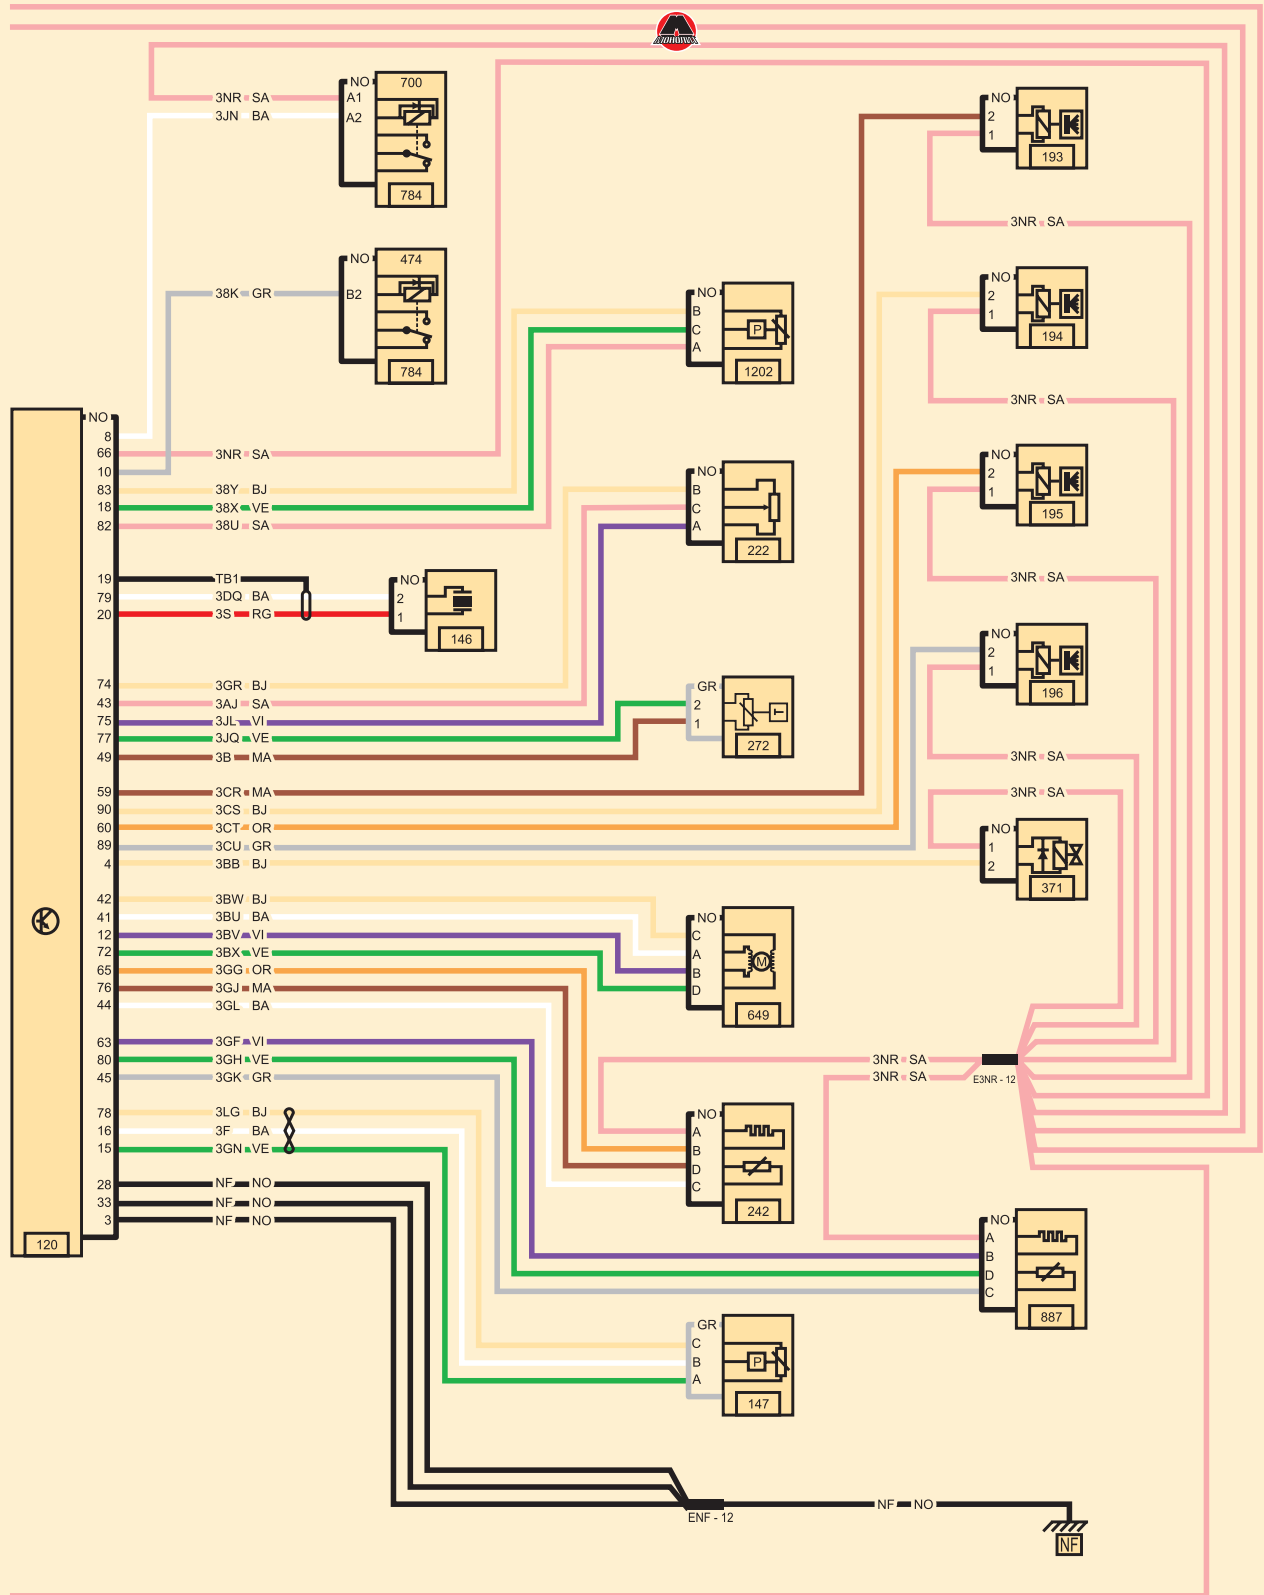 NO 700
3NR SA A1
3JN BA A2
784
NO 474
38K GR B2
784
NO
2
1
193
3NR SA
NO
2
1
194
3NR SA
NO
B
C P
A
1202
NO
8
66 3NR SA
10
83 38Y BJ
18 38X VE
82 38U SA
NO
B
C
A
222
NO
2
1
195
3NR SA
19 TB1
79 3DQ BA
20 3S RG
NO
2
1
146
NO
2
1
196
3NR SA
74 3GR BJ
43 3AJ SA
75 3JL VI
77 3JQ VE
49 3B MA
GR
2 T
1
272
59 3CR MA
90 3CS BJ
60 3CT OR
89 3CU GR
4 3BB BJ
3NR SA
NO
1
2
371
42 3BW BJ
41 3BU BA
12 3BV VI
72 3BX VE
65 3GG OR
76 3GJ MA
44 3GL BA
NO
C
A M
B
D
649
63 3GF VI
80 3GH VE
45 3GK GR
3NR SA
3NR SA
E3NR - 12
78 3LG BJ
16 3F BA
15 3GN VE
NO
A
B
D
C
242
28 NF NO
33 NF NO
3 NF NO
120
NO
A
B
D
C
887
GR
C
B P
A
147
ENF - 12
NF NO
NF